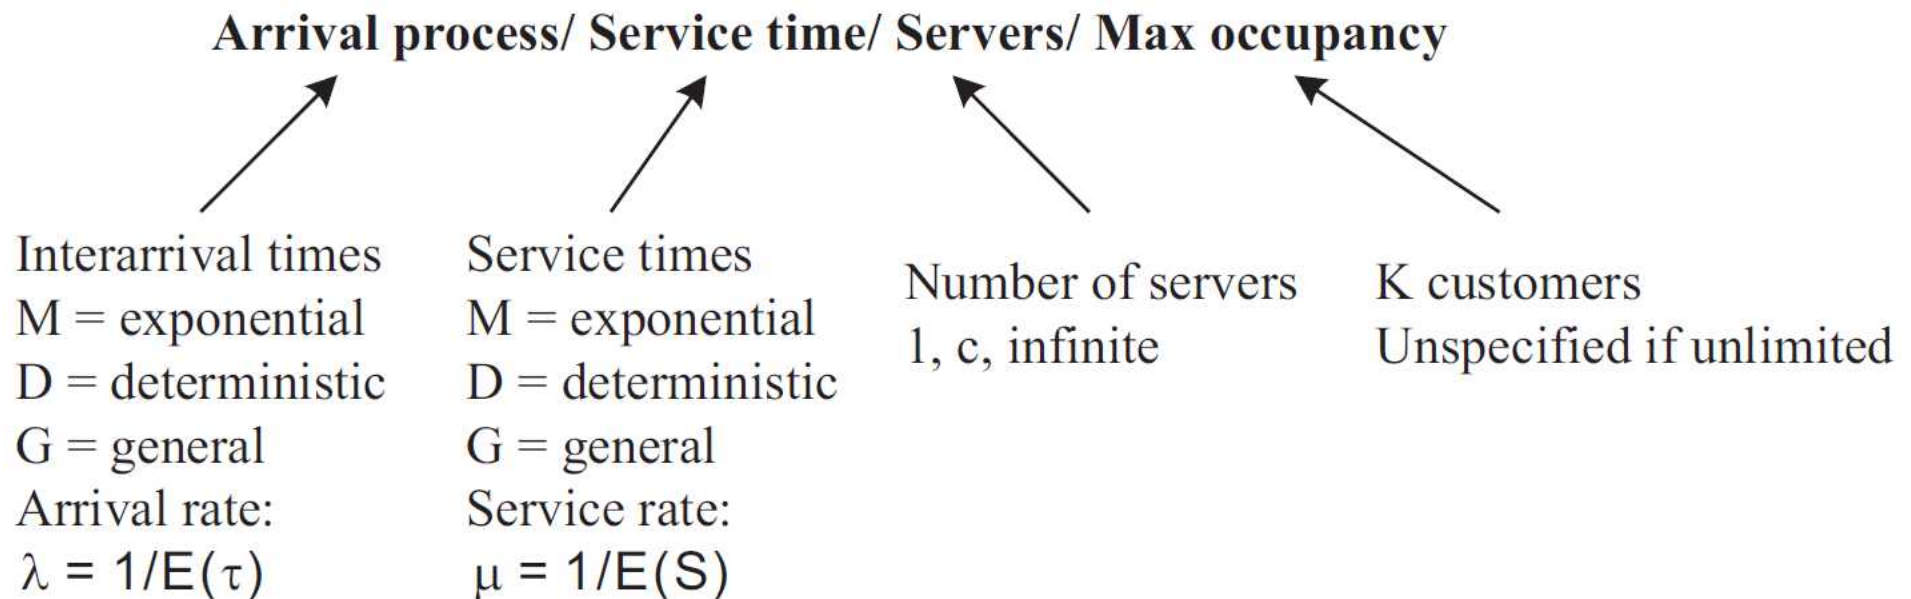 Arrival process/ Service time/ Servers/ Max occupancy
Interarrival times
M = exponential
D = deterministic
G = general
Arrival rate:
λ = 1/E(τ)
Service times
M = exponential
D = deterministic
G = general
Service rate:
μ = 1/E(S)
Number of servers
1, c, infinite
K customers
Unspecified if unlimited